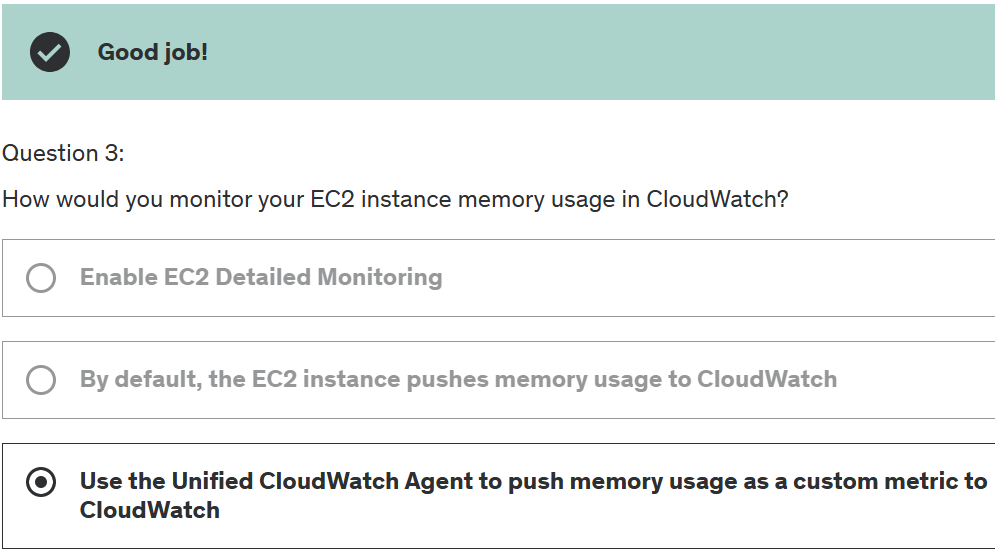 Good job!
Question 3:
How would you monitor your EC2 instance memory usage in CloudWatch?
Enable EC2 Detailed Monitoring
By default, the EC2 instance pushes memory usage to CloudWatch
Use the Unified CloudWatch Agent to push memory usage as a custom metric to
CloudWatch